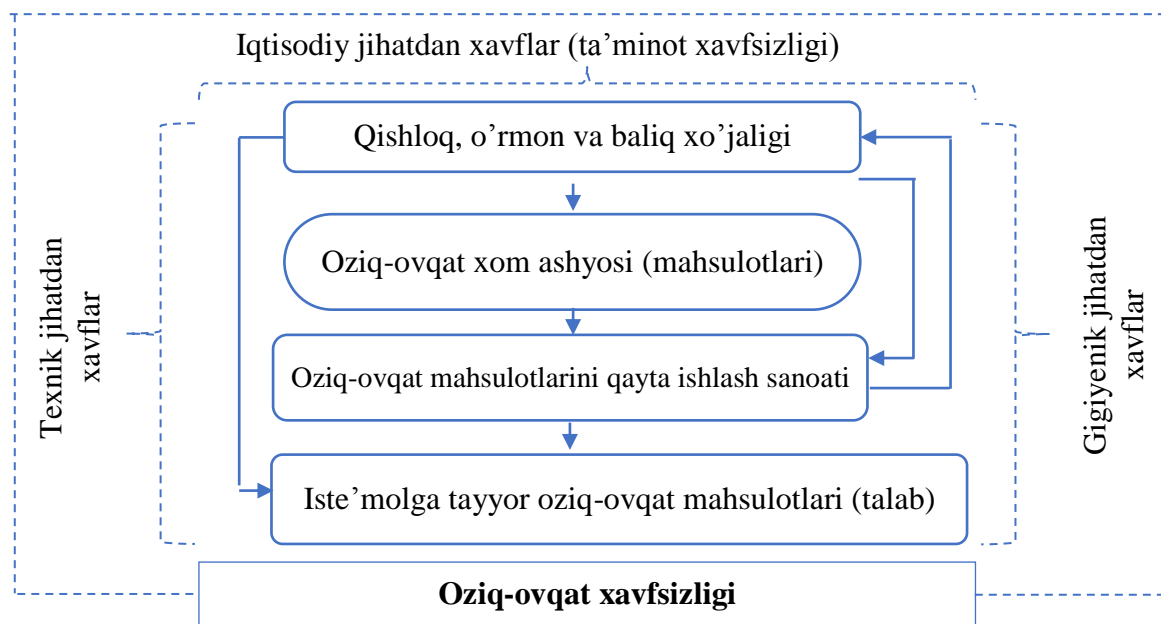 Iqtisodiy jihatdan xavflar (ta’minot xavfsizligi)
Qishloq, o’rmon va baliq xo’jaligi
Oziq-ovqat xom ashyosi (mahsulotlari)
Oziq-ovqat mahsulotlarini qayta ishlash sanoati
Iste’molga tayyor oziq-ovqat mahsulotlari (talab)
Texnik jihatdan
xavflar
Gigiyenik jihatdan
xavflar
Oziq-ovqat xavfsizligi